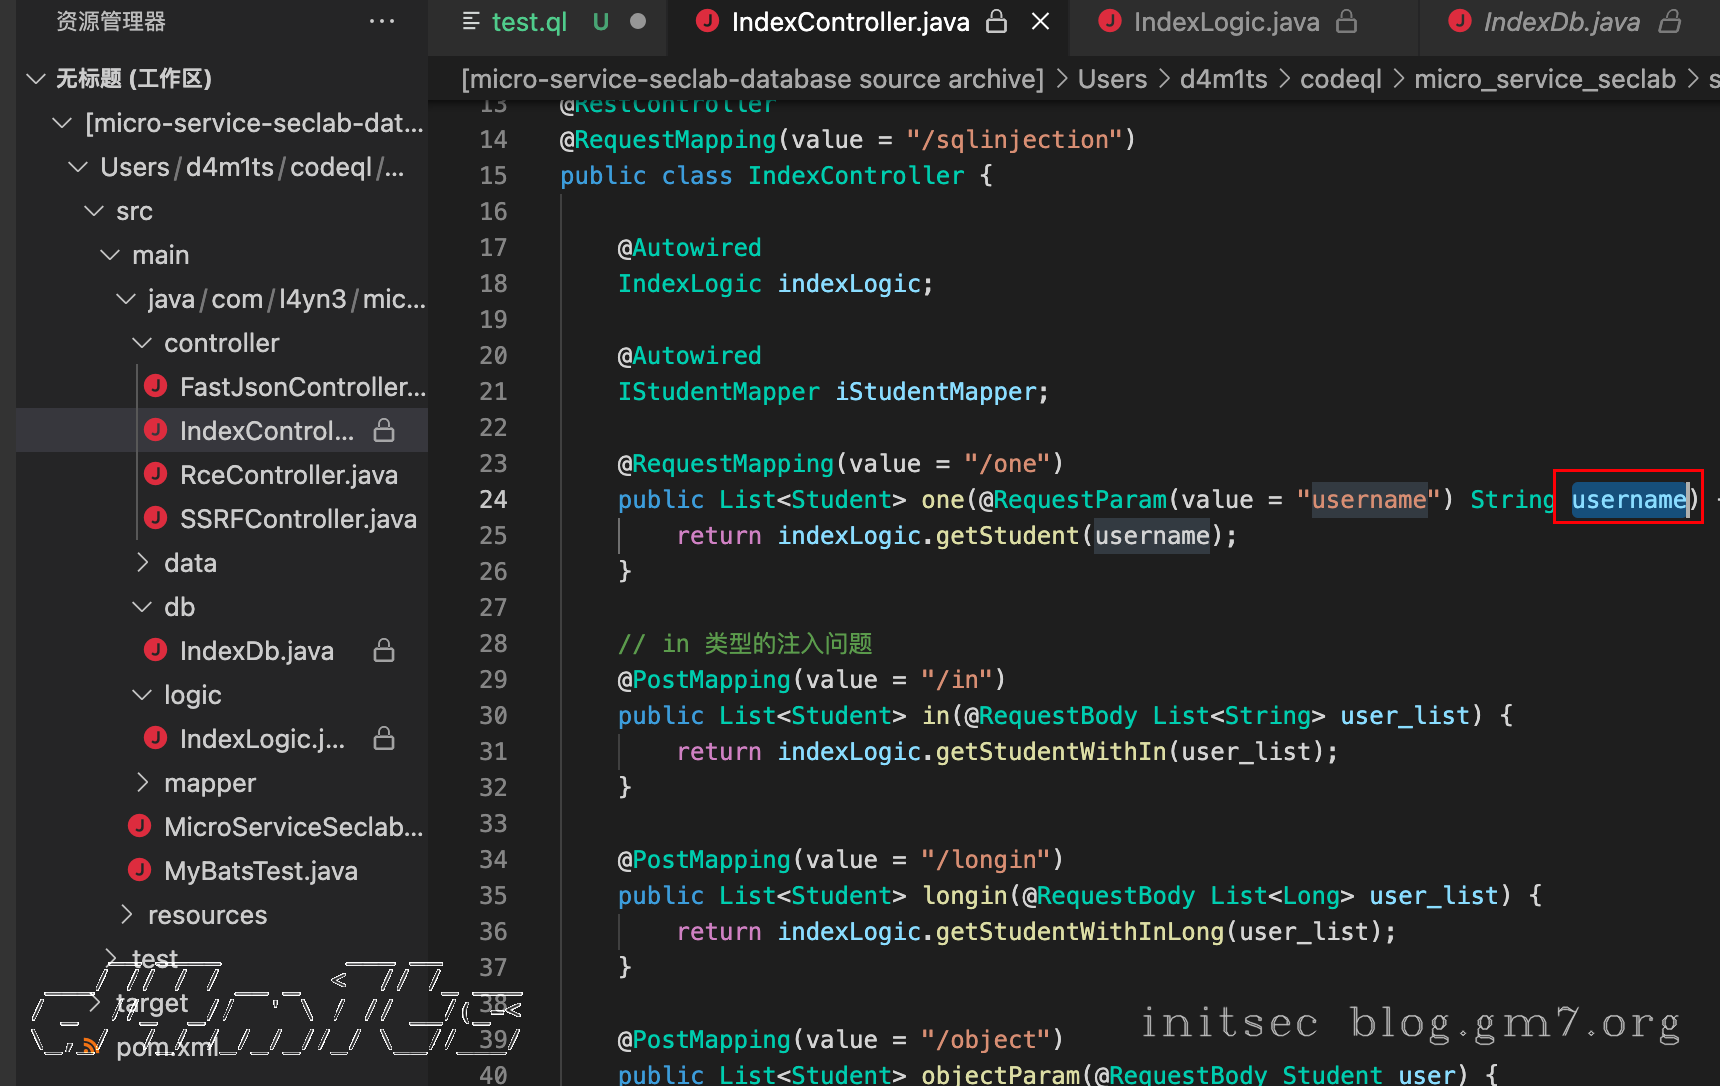 资源管理器 ···
test.ql U
IndexController.java
IndexLogic.java
IndexDb.java
[micro-service-seclab-database source archive] > Users > d4m1ts > codeql > micro_service_seclab > s
无标题 (工作区)
[micro-service-seclab-dat...
Users/d4m1ts/codeql/...
src
main
java/com/l4yn3/mic...
controller
FastJsonController...
IndexControl...
RceController.java
SSRFController.java
data
db
IndexDb.java
logic
IndexLogic.j...
mapper
MicroServiceSeclab...
MyBatsTest.java
resources
test
target
pom.xml
13 @RestController
14 @RequestMapping(value = "/sqlinjection")
15 public class IndexController {
16
17 @Autowired
18 IndexLogic indexLogic;
19
20 @Autowired
21 IStudentMapper iStudentMapper;
22
23 @RequestMapping(value = "/one")
24 public List<Student> one(@RequestParam(value = "username") String username)
25 return indexLogic.getStudent(username);
26 }
27
28 // in 类型的注入问题
29 @PostMapping(value = "/in")
30 public List<Student> in(@RequestBody List<String> user_list) {
31 return indexLogic.getStudentWithIn(user_list);
32 }
33
34 @PostMapping(value = "/longin")
35 public List<Student> longin(@RequestBody List<Long> user_list) {
36 return indexLogic.getStudentWithInLong(user_list);
37 }
38
39 @PostMapping(value = "/object")
40 public List<Student> objectParam(@RequestBody Student user) {
initsec blog.gm7.org